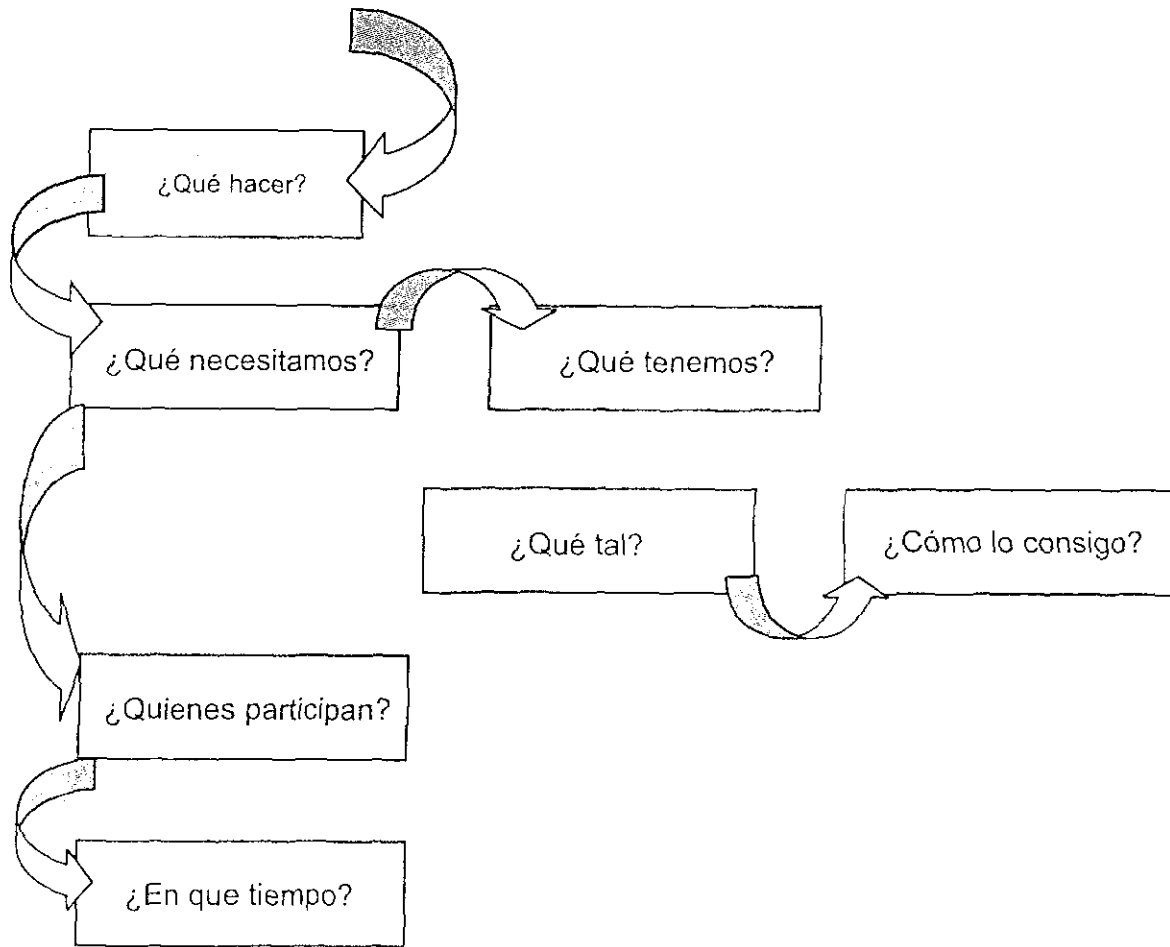 ¿Qué hacer?
¿Qué necesitamos?
¿Qué tenemos?
¿Qué tal?
¿Cómo lo consigo?
¿Quienes participan?
¿En que tiempo?